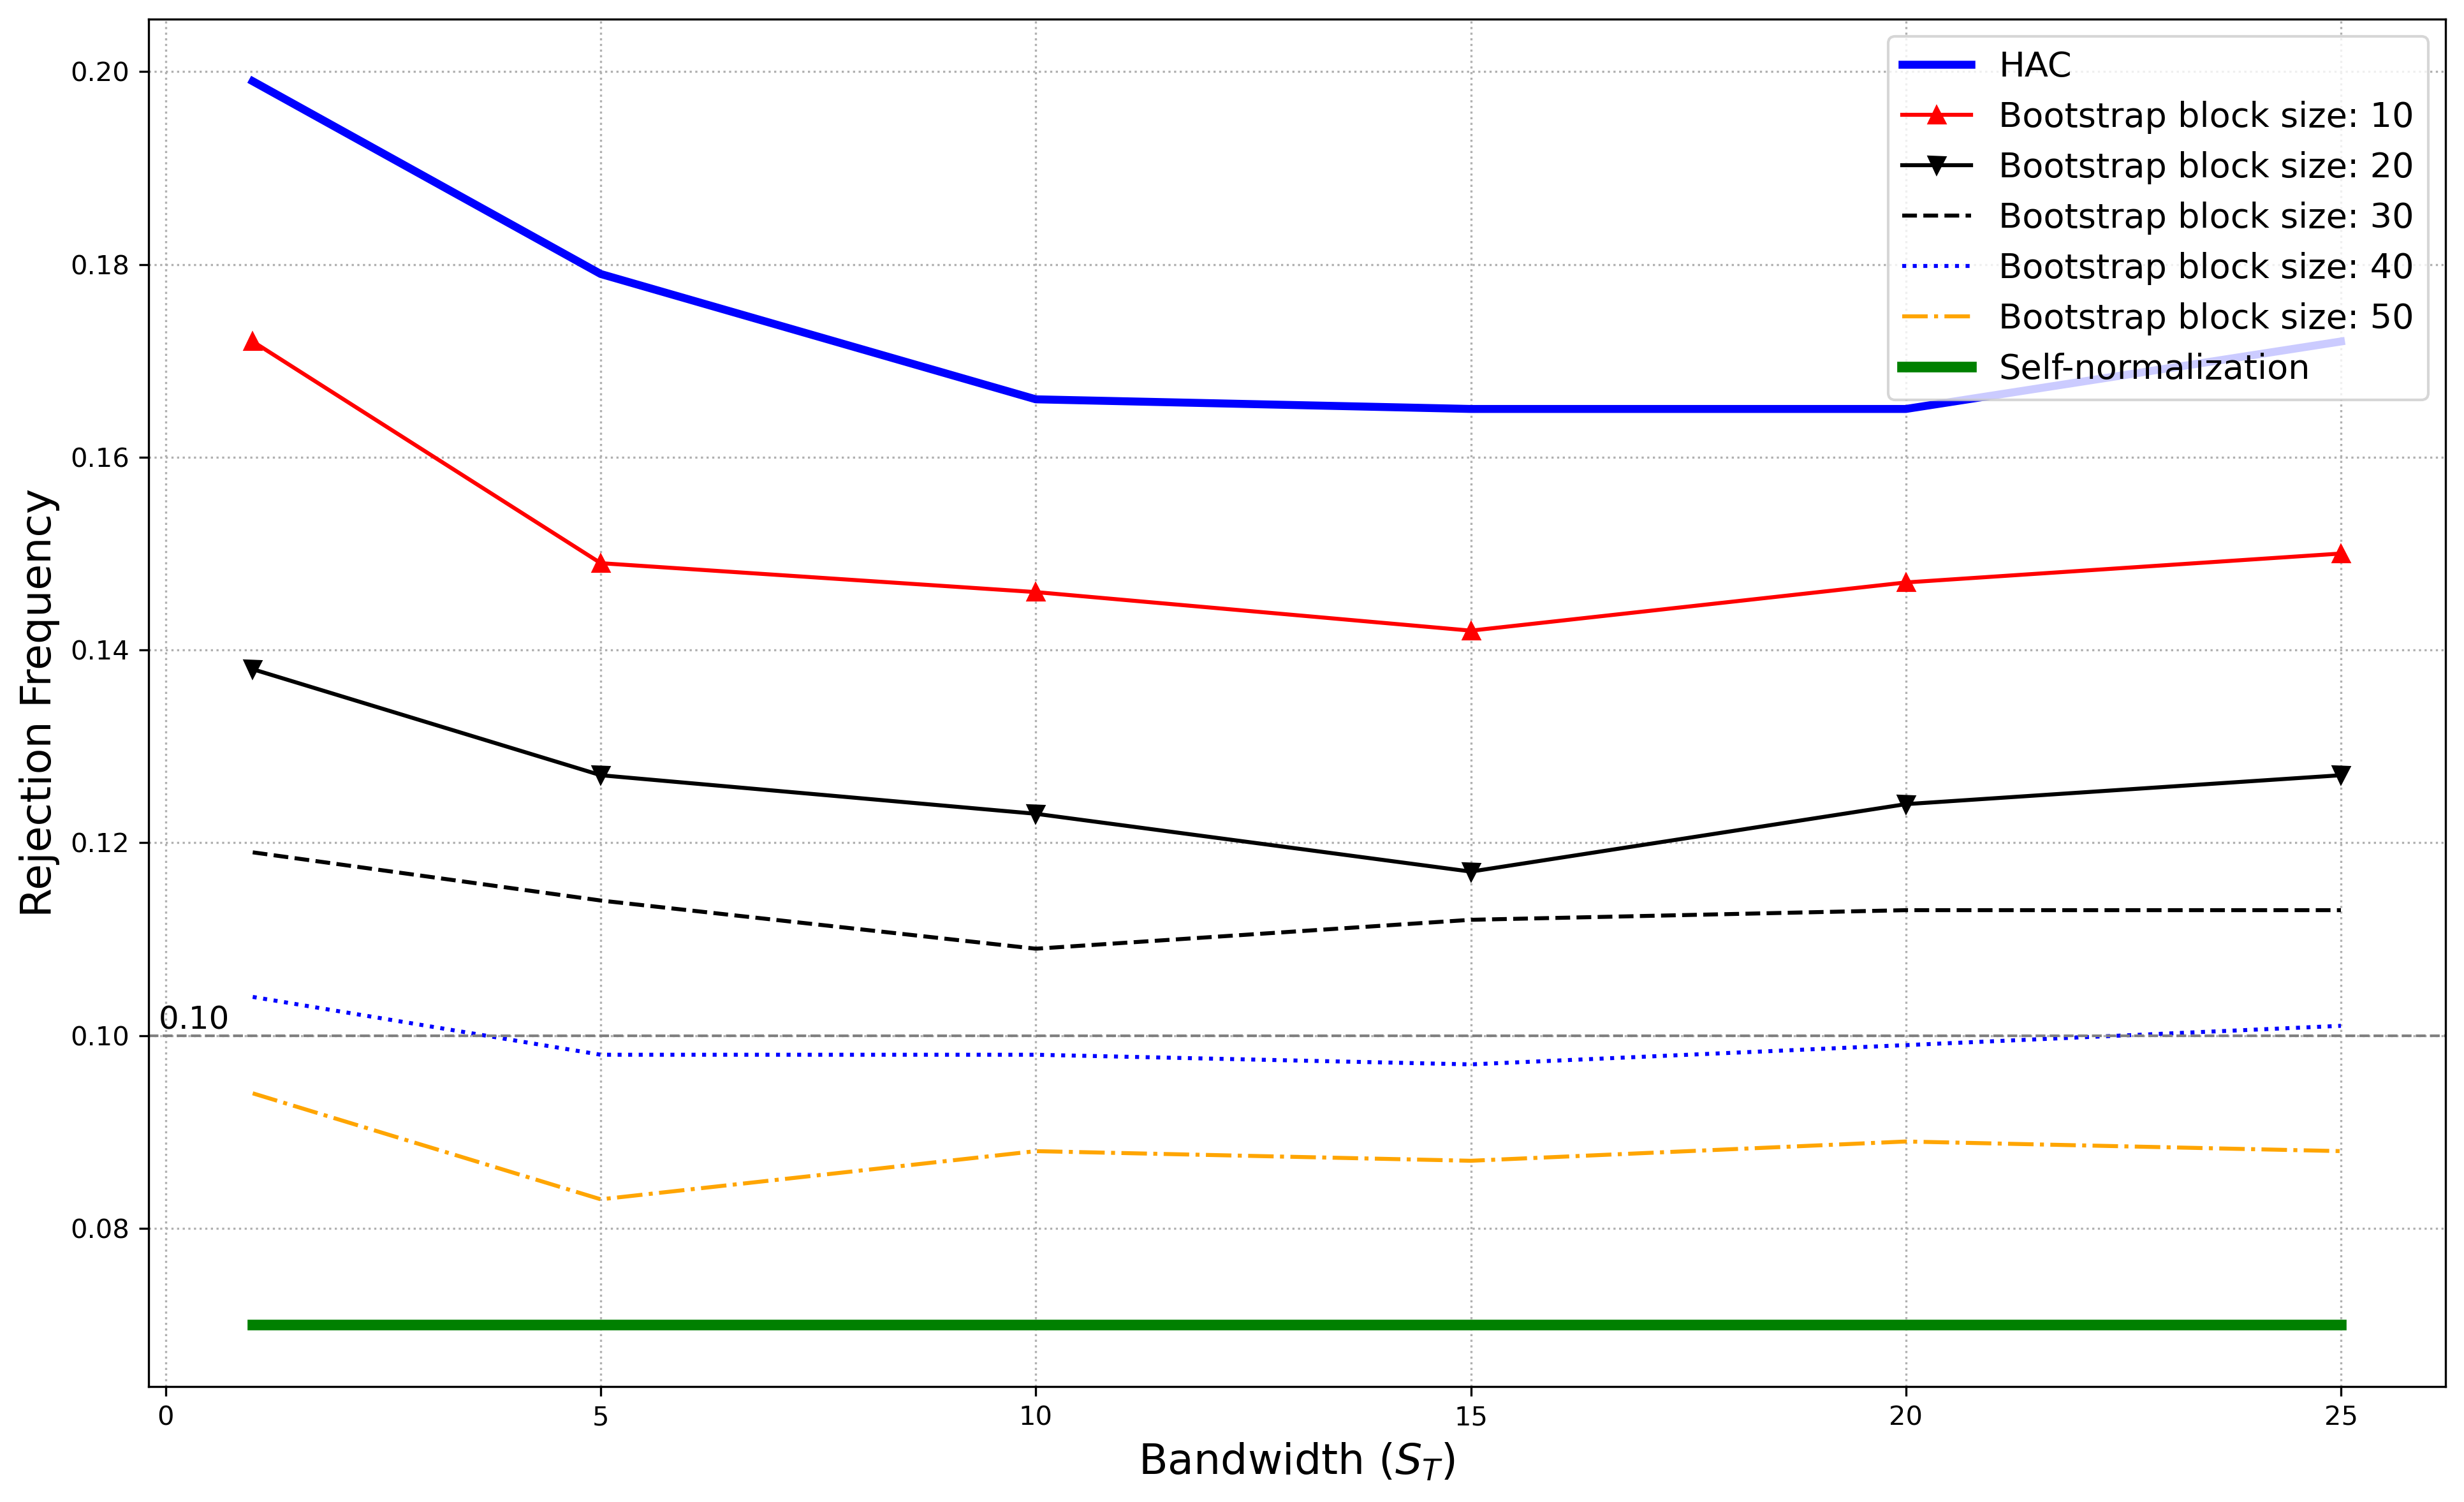 0.20
0.18
0.16
0.14
0.12
0.10
0.08
Rejection Frequency
0.10
HAC
Bootstrap block size: 10
Bootstrap block size: 20
Bootstrap block size: 30
Bootstrap block size: 40
Bootstrap block size: 50
Self-normalization
0 5 10 15 20 25
Bandwidth (S_T)